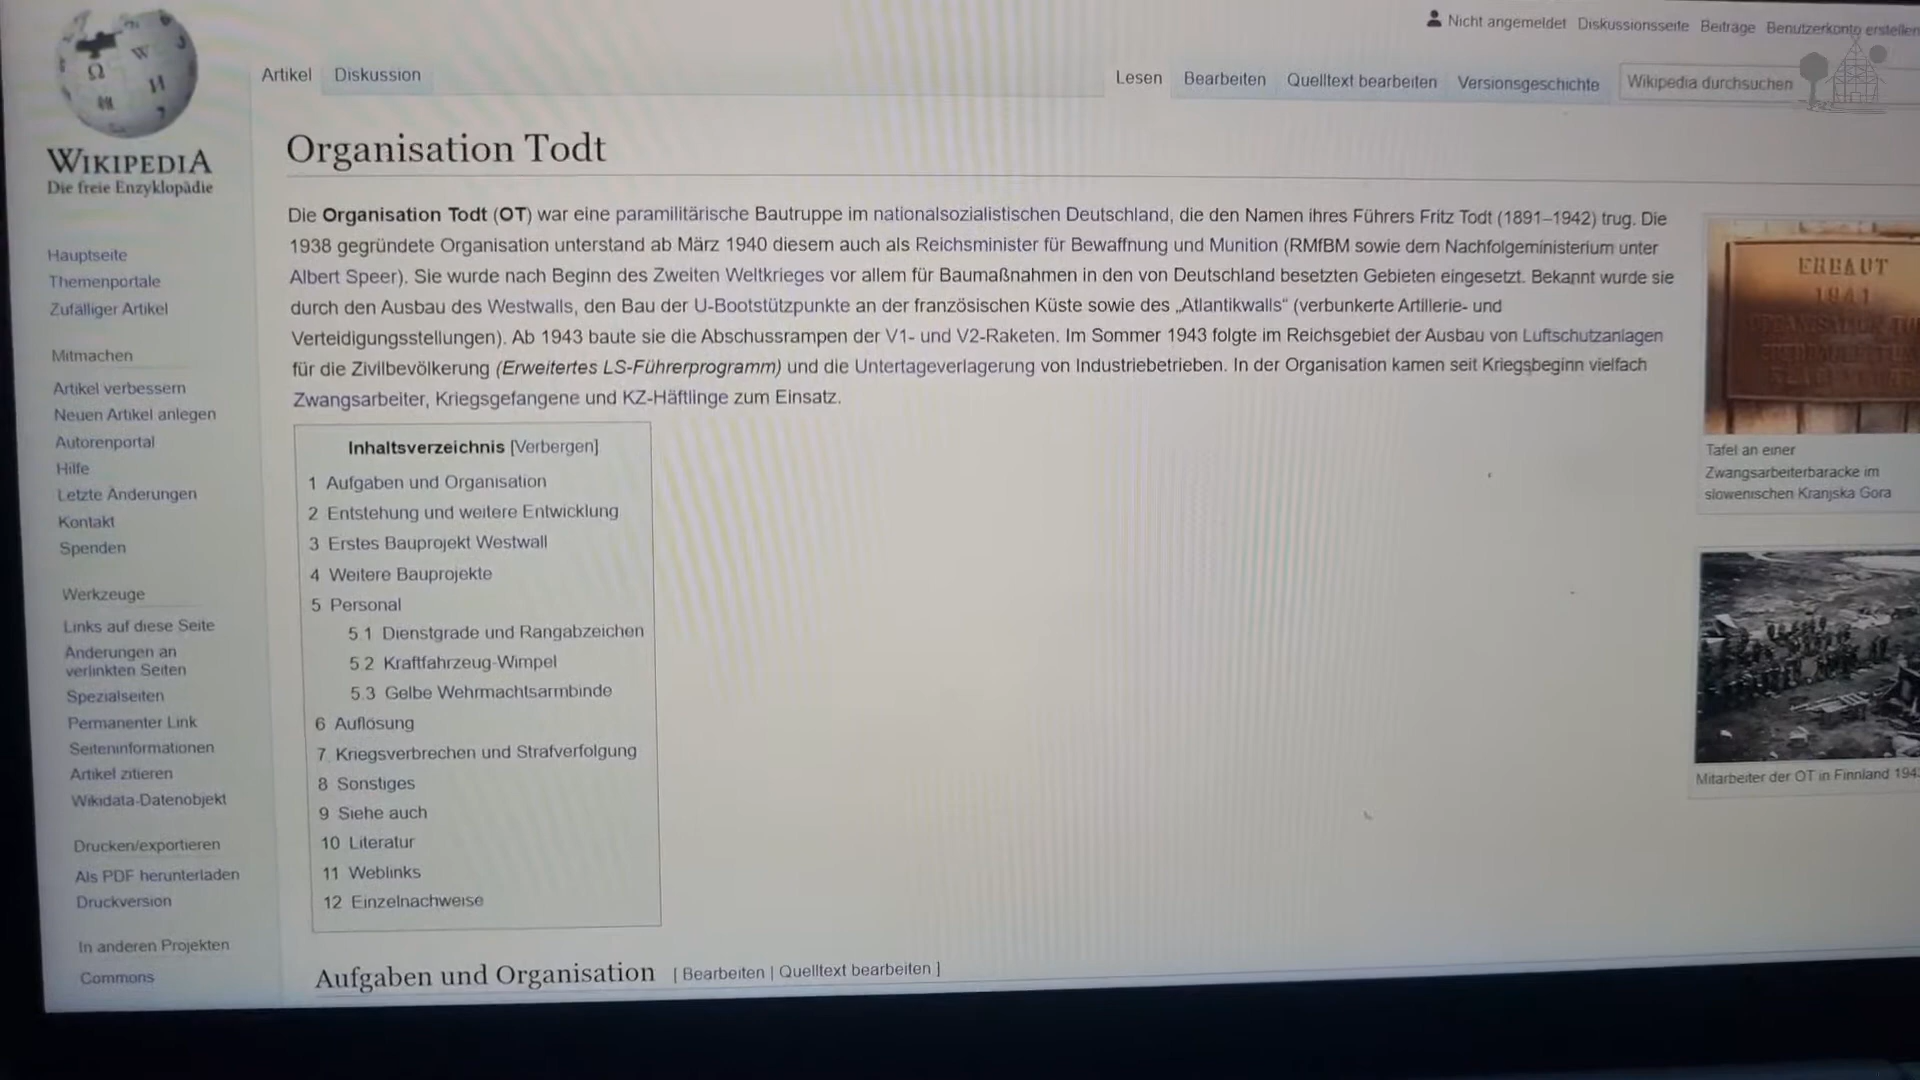 Nicht angemeldet Diskussionsseite Beiträge Benutzerkonto erstellen
Artikel Diskussion
Lesen Bearbeiten Quelltext bearbeiten Versionsgeschichte
Wikipedia durchsuchen
WIKIPEDIA
Die freie Enzyklopädie
Hauptseite
Themenportale
Zufälliger Artikel
Mitmachen
Artikel verbessern
Neuen Artikel anlegen
Autorenportal
Hilfe
Letzte Änderungen
Kontakt
Spenden
Werkzeuge
Links auf diese Seite
Änderungen an
verlinkten Seiten
Spezialseiten
Permanenter Link
Seiteninformationen
Artikel zitieren
Wikidata-Datenobjekt
Drucken/exportieren
Als PDF herunterladen
Druckversion
In anderen Projekten
Commons
Organisation Todt
Die Organisation Todt (OT) war eine paramilitärische Bautruppe im nationalsozialistischen Deutschland, die den Namen ihres Führers Fritz Todt (1891–1942) trug. Die
1938 gegründete Organisation unterstand ab März 1940 diesem auch als Reichsminister für Bewaffnung und Munition (RMfBM sowie dem Nachfolgeministerium unter
Albert Speer). Sie wurde nach Beginn des Zweiten Weltkrieges vor allem für Baumaßnahmen in den von Deutschland besetzten Gebieten eingesetzt. Bekannt wurde sie
durch den Ausbau des Westwalls, den Bau der U-Bootstützpunkte an der französischen Küste sowie des „Atlantikwalls“ (verbunkerte Artillerie- und
Verteidigungsstellungen). Ab 1943 baute sie die Abschussrampen der V1- und V2-Raketen. Im Sommer 1943 folgte im Reichsgebiet der Ausbau von Luftschutzanlagen
für die Zivilbevölkerung (Erweitertes LS-Führerprogramm) und die Untertageverlagerung von Industriebetrieben. In der Organisation kamen seit Kriegsbeginn vielfach
Zwangsarbeiter, Kriegsgefangene und KZ-Häftlinge zum Einsatz.
Inhaltsverzeichnis [Verbergen]
1 Aufgaben und Organisation
2 Entstehung und weitere Entwicklung
3 Erstes Bauprojekt Westwall
4 Weitere Bauprojekte
5 Personal
5.1 Dienstgrade und Rangabzeichen
5.2 Kraftfahrzeug-Wimpel
5.3 Gelbe Wehrmachtsarmbinde
6 Auflösung
7 Kriegsverbrechen und Strafverfolgung
8 Sonstiges
9 Siehe auch
10 Literatur
11 Weblinks
12 Einzelnachweise
Aufgaben und Organisation [ Bearbeiten | Quelltext bearbeiten ]
ERBAUT
1941
Tafel an einer
Zwangsarbeiterbaracke im
slowenischen Kranjska Gora
Mitarbeiter der OT in Finnland